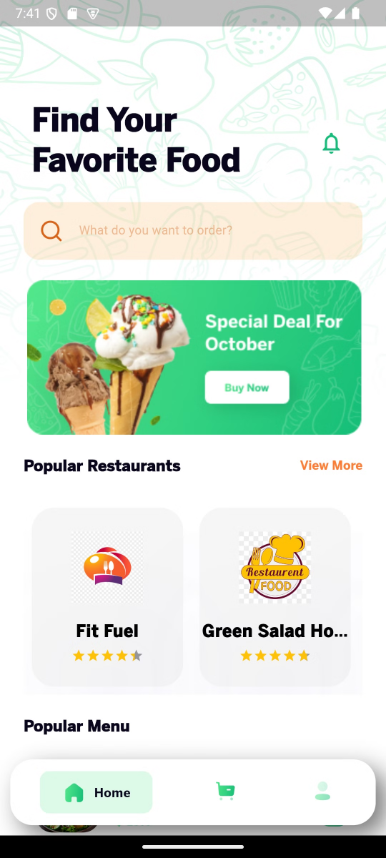 7:41
Find Your
Favorite Food
What do you want to order?
Special Deal For
October
Buy Now
Popular Restaurants
View More
Restaurent
FOOD
Fit Fuel
Green Salad Ho...
Popular Menu
Home